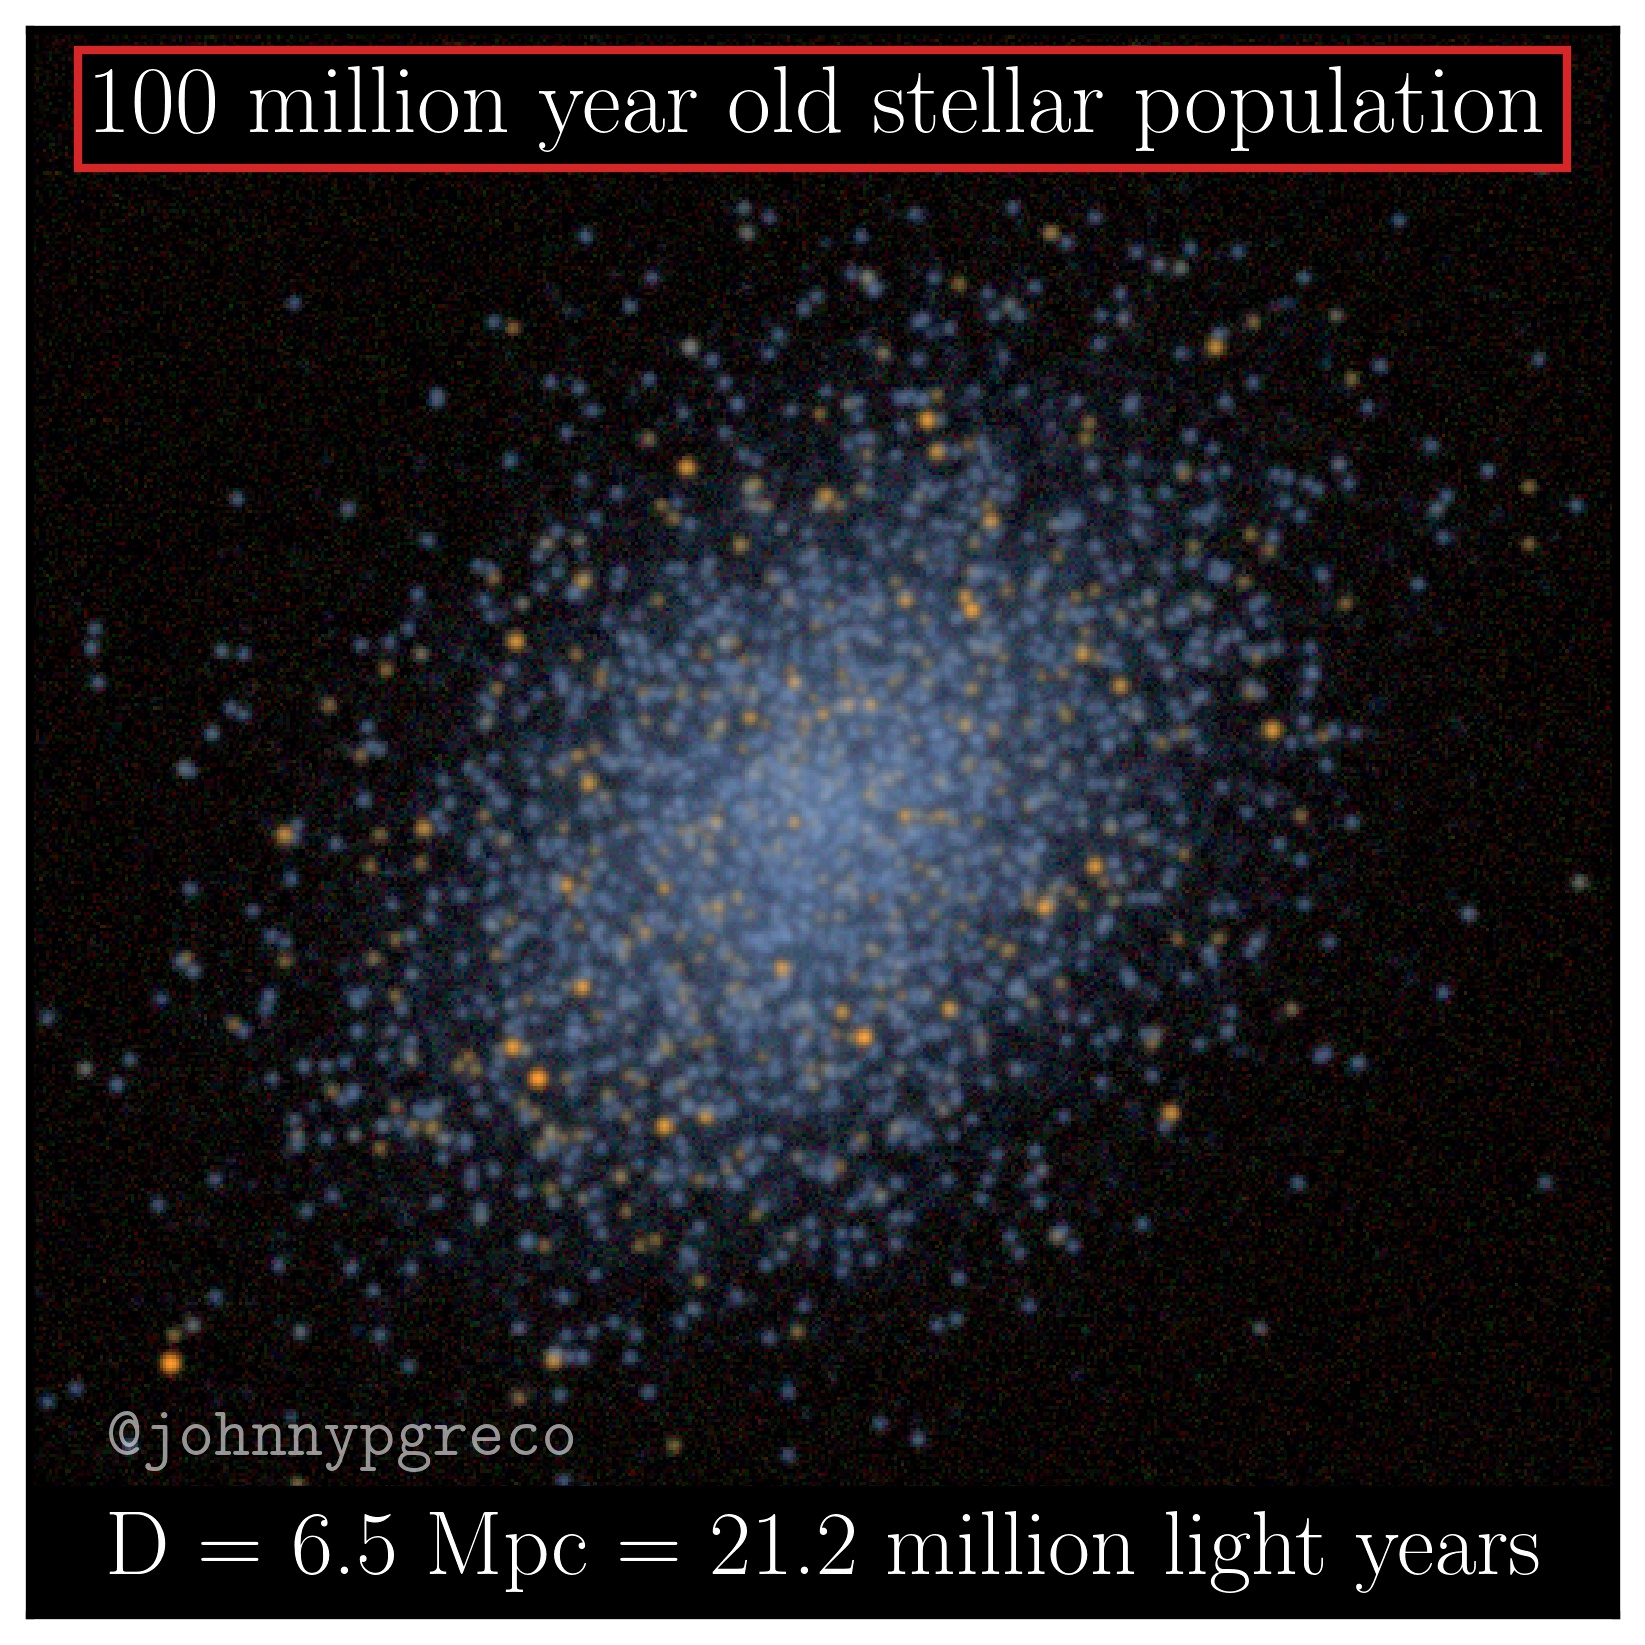 100 million year old stellar population
@johnnypgreco
D = 6.5 Mpc = 21.2 million light years